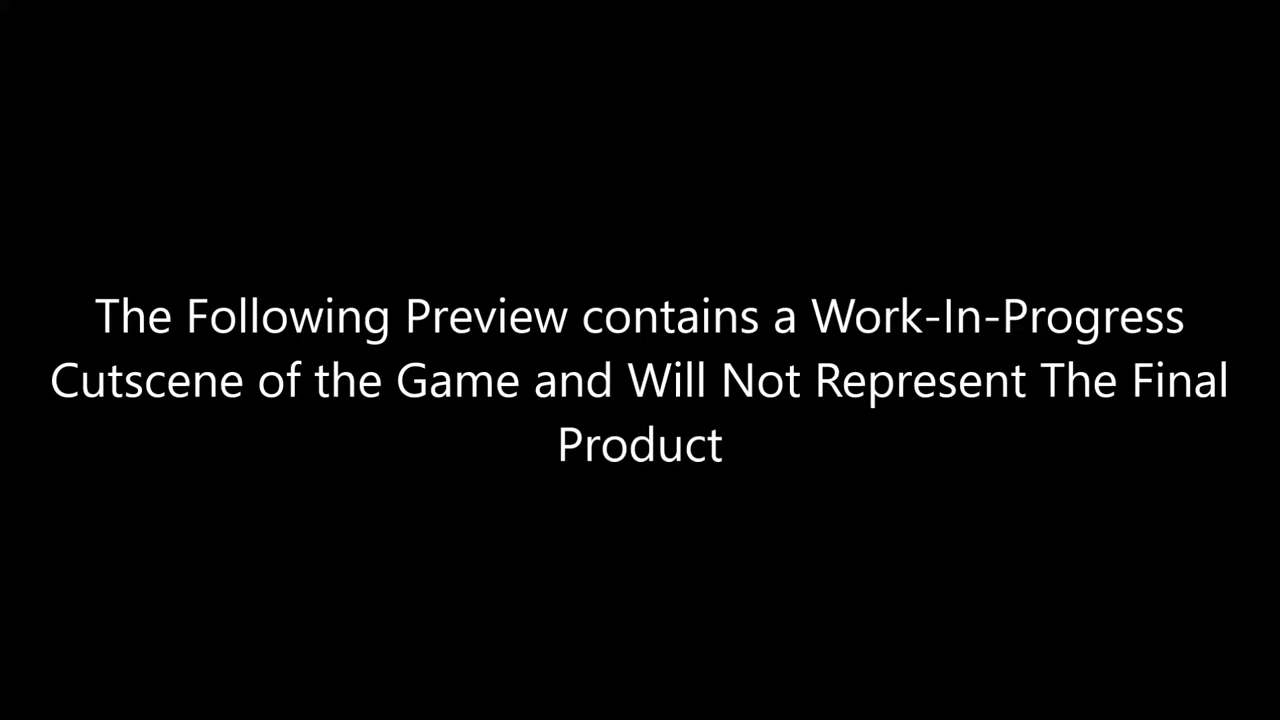 The Following Preview contains a Work-In-Progress
Cutscene of the Game and Will Not Represent The Final
Product